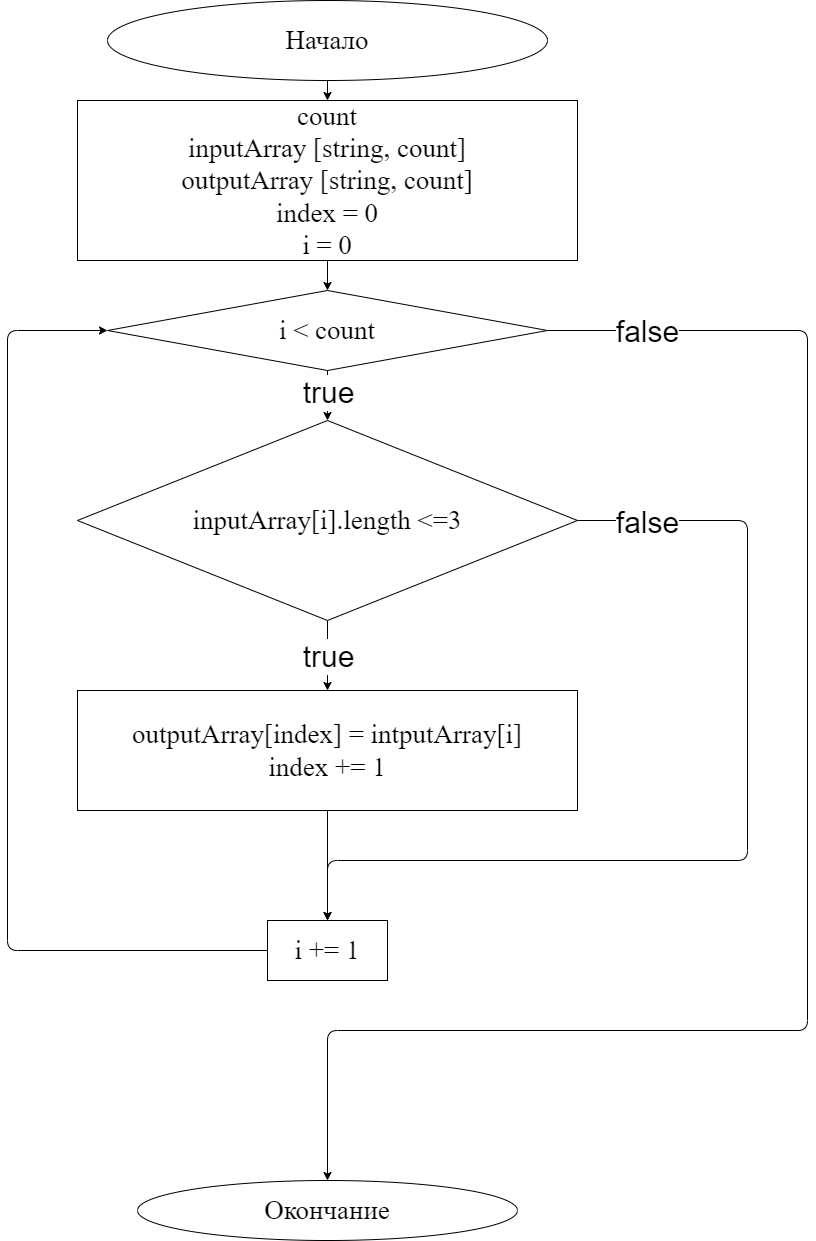 Начало
count
inputArray [string, count]
outputArray [string, count]
index = 0
i = 0
i < count
false
true
inputArray[i].length <=3
false
true
outputArray[index] = intputArray[i]
index += 1
i += 1
Окончание